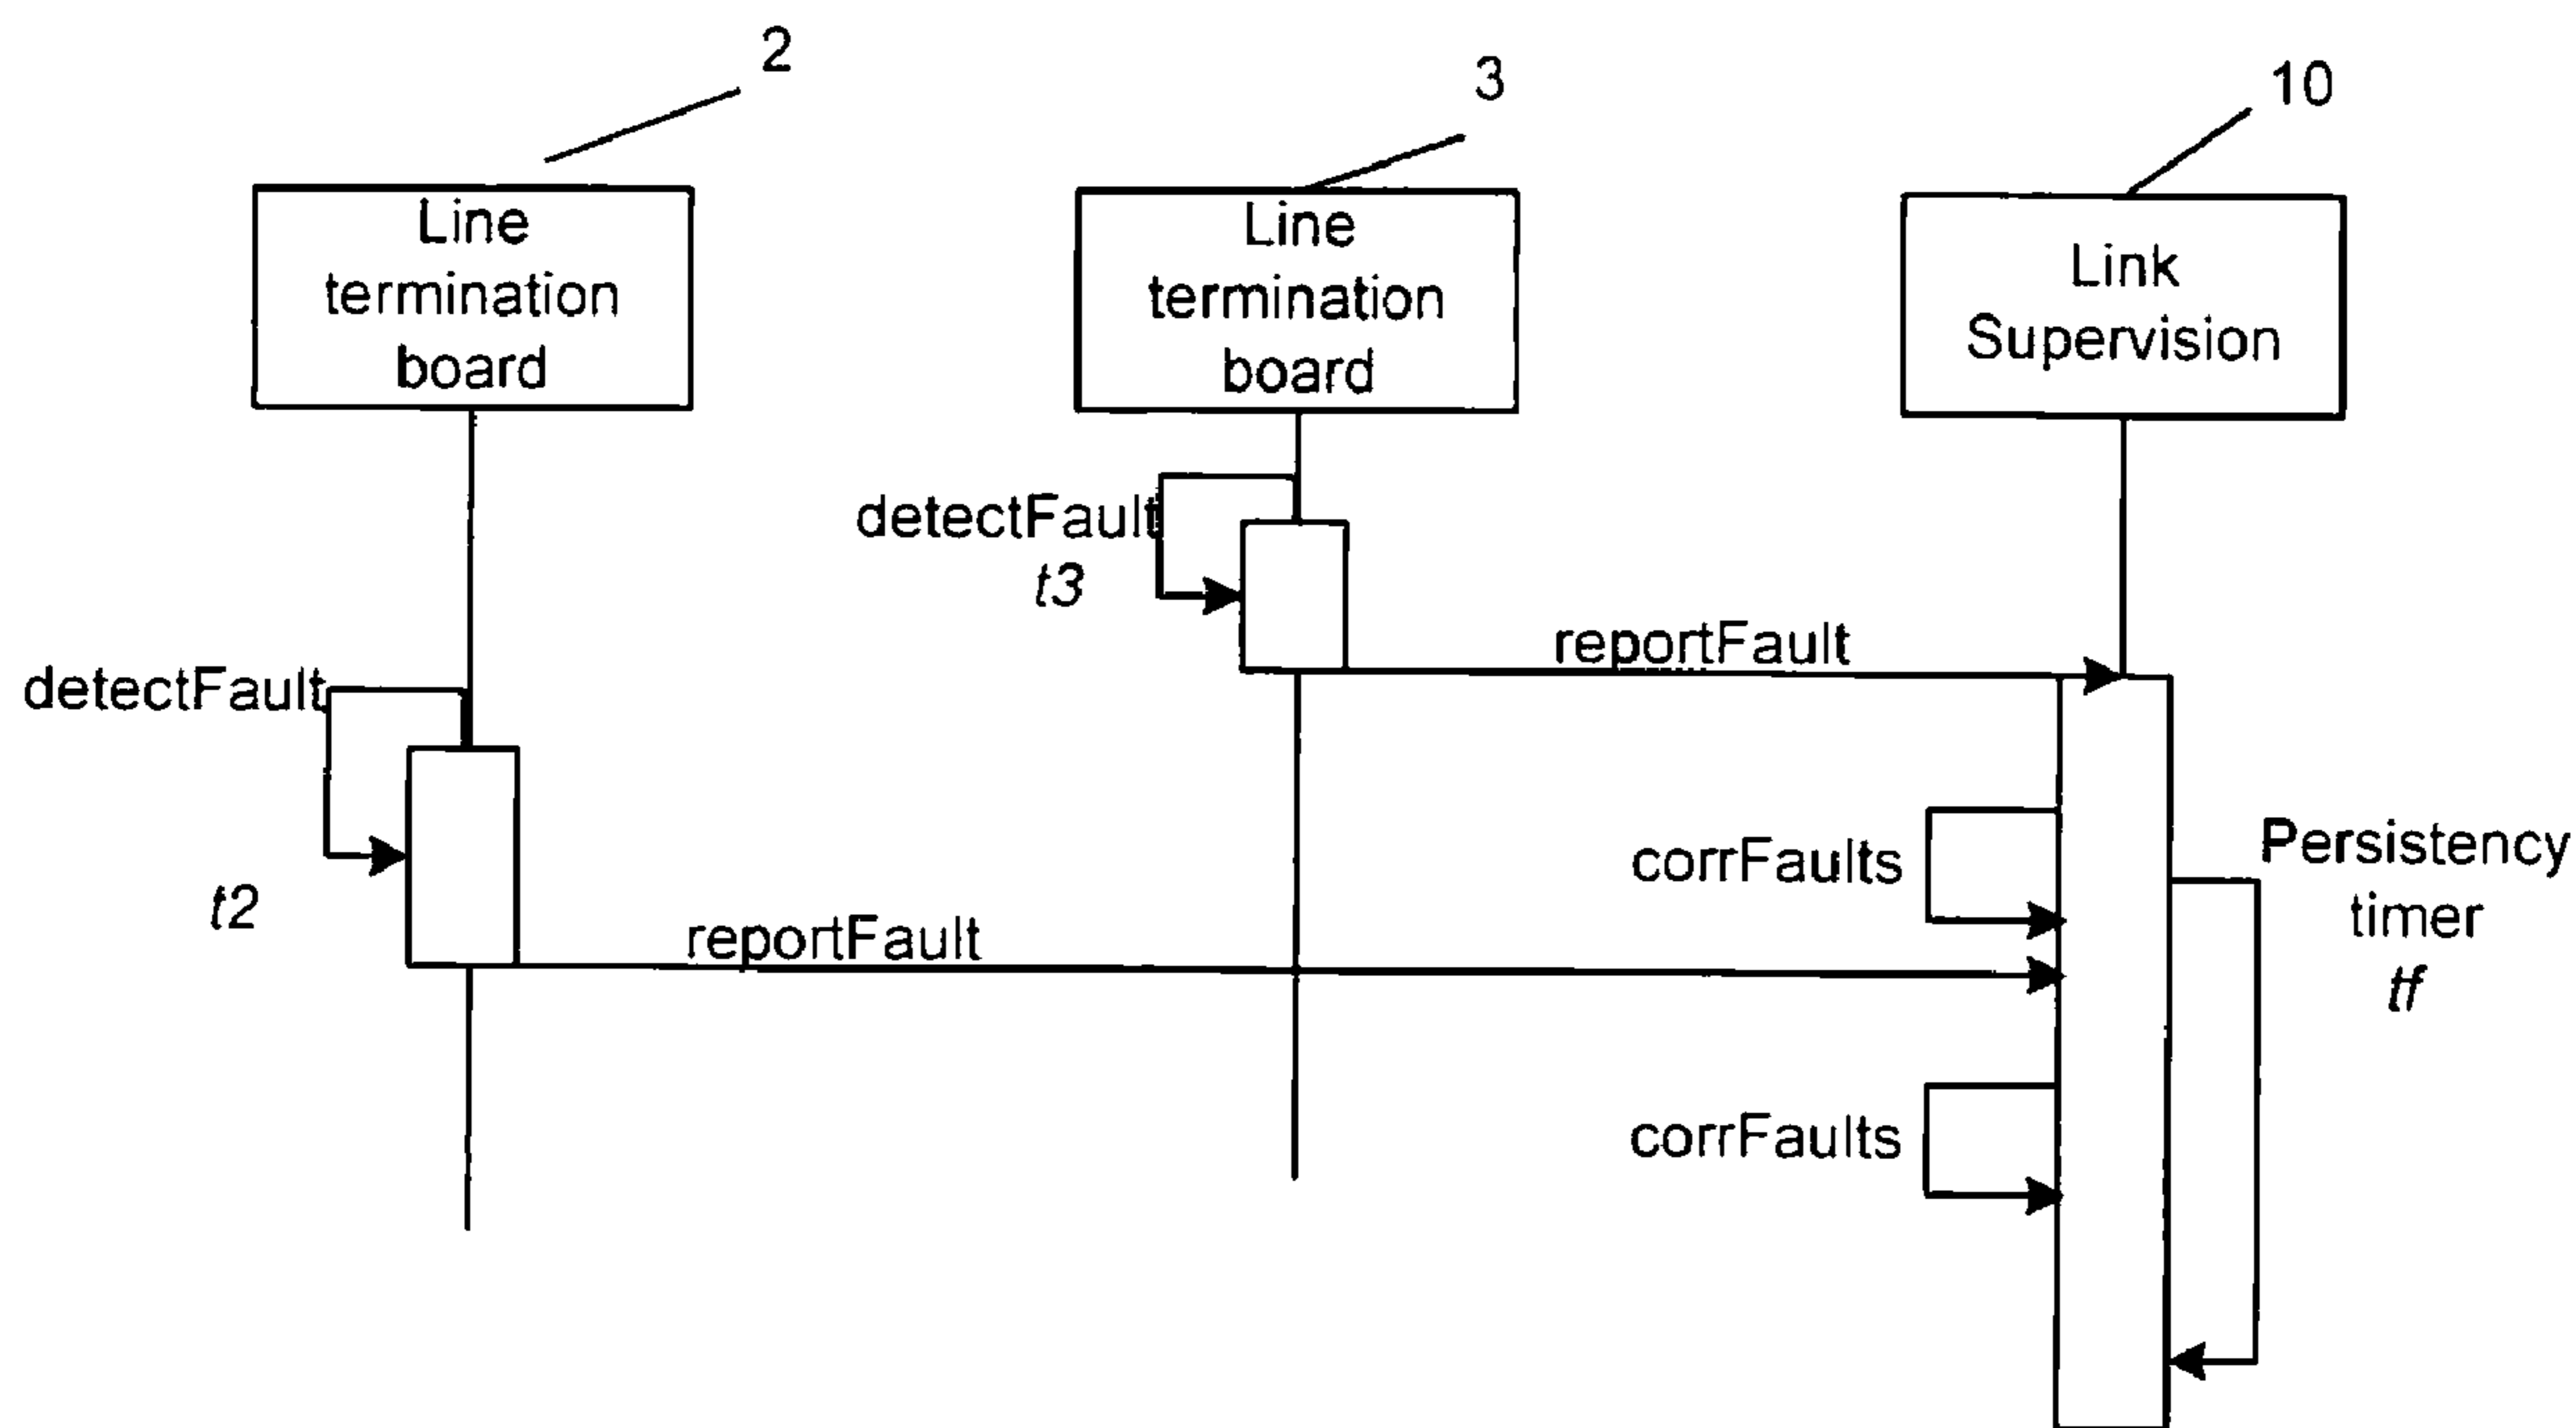 2
3
10
Line
termination
board
Line
termination
board
Link
Supervision
detectFault
t3
reportFault
detectFault
t2
reportFault
corrFaults
Persistency
timer
tf
corrFaults